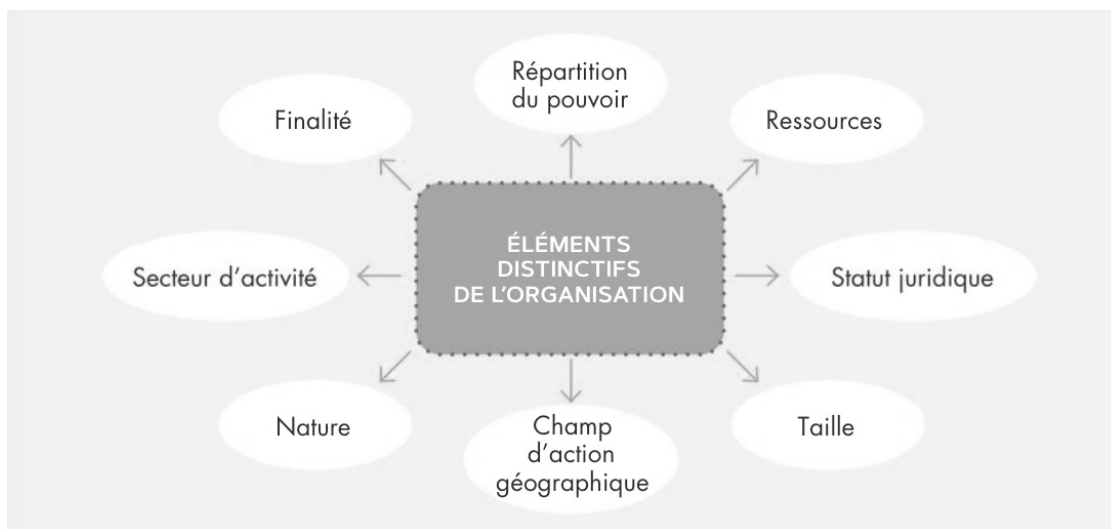 Répartition
du pouvoir
Finalité
Ressources
ÉLÉMENTS
DISTINCTIFS
DE L'ORGANISATION
Secteur d'activité
Statut juridique
Nature
Champ
d'action
géographique
Taille